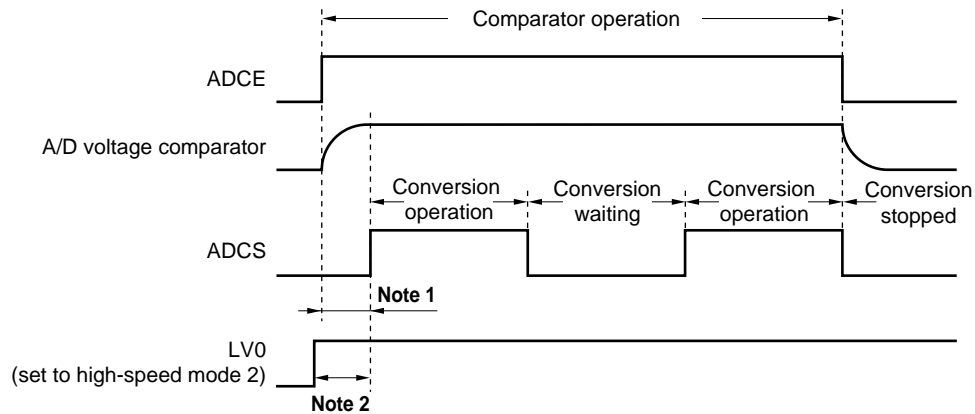 Comparator operation
ADCE
A/D voltage comparator
Conversion
operation
Conversion
waiting
Conversion
operation
Conversion
stopped
ADCS
Note 1
LV0
(set to high-speed mode 2)
Note 2